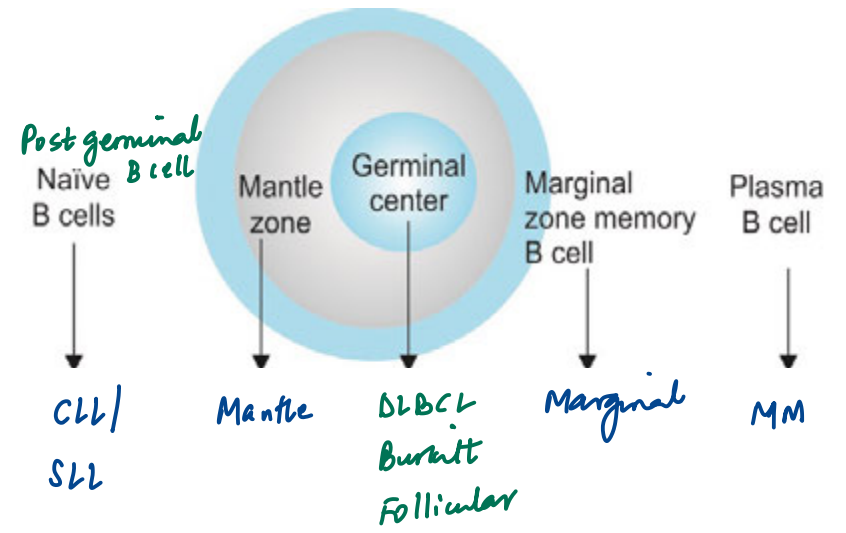 Post germinal
B cell
Naïve
B cells
Mantle
zone
Germinal
center
Marginal
zone memory
B cell
Plasma
B cell
CLL/
SLL
Mantle
DLBCL
Burkitt
Follicular
Marginal
MM